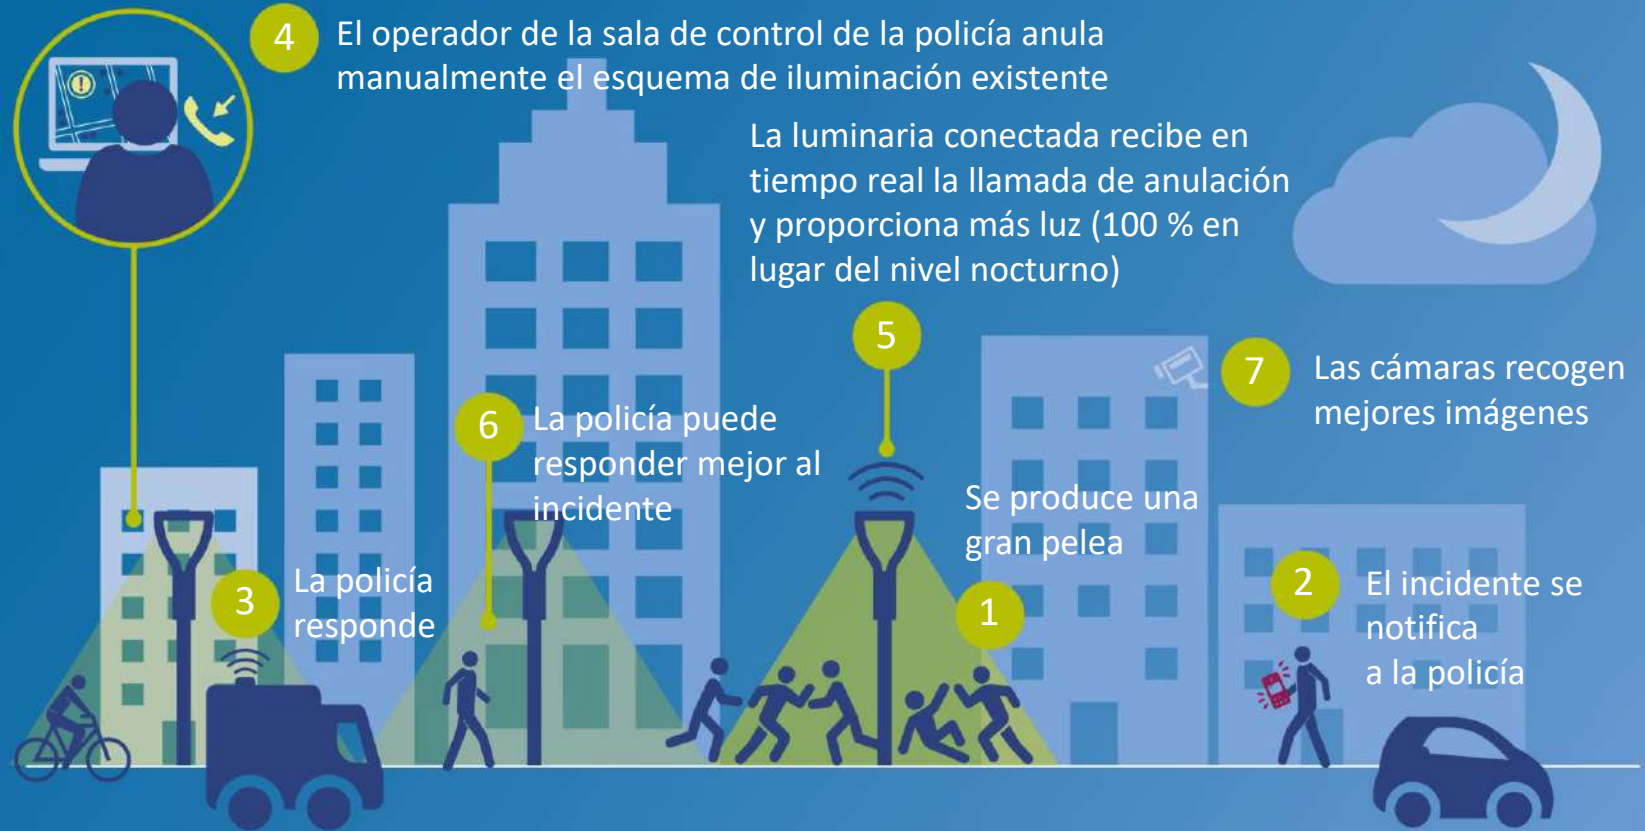 4
El operador de la sala de control de la policía anula
manualmente el esquema de iluminación existente
La luminaria conectada recibe en
tiempo real la llamada de anulación
y proporciona más luz (100 % en
lugar del nivel nocturno)
5
7
Las cámaras recogen
mejores imágenes
6
La policía puede
responder mejor al
incidente
Se produce una
gran pelea
1
2
El incidente se
notifica
a la policía
3
La policía
responde